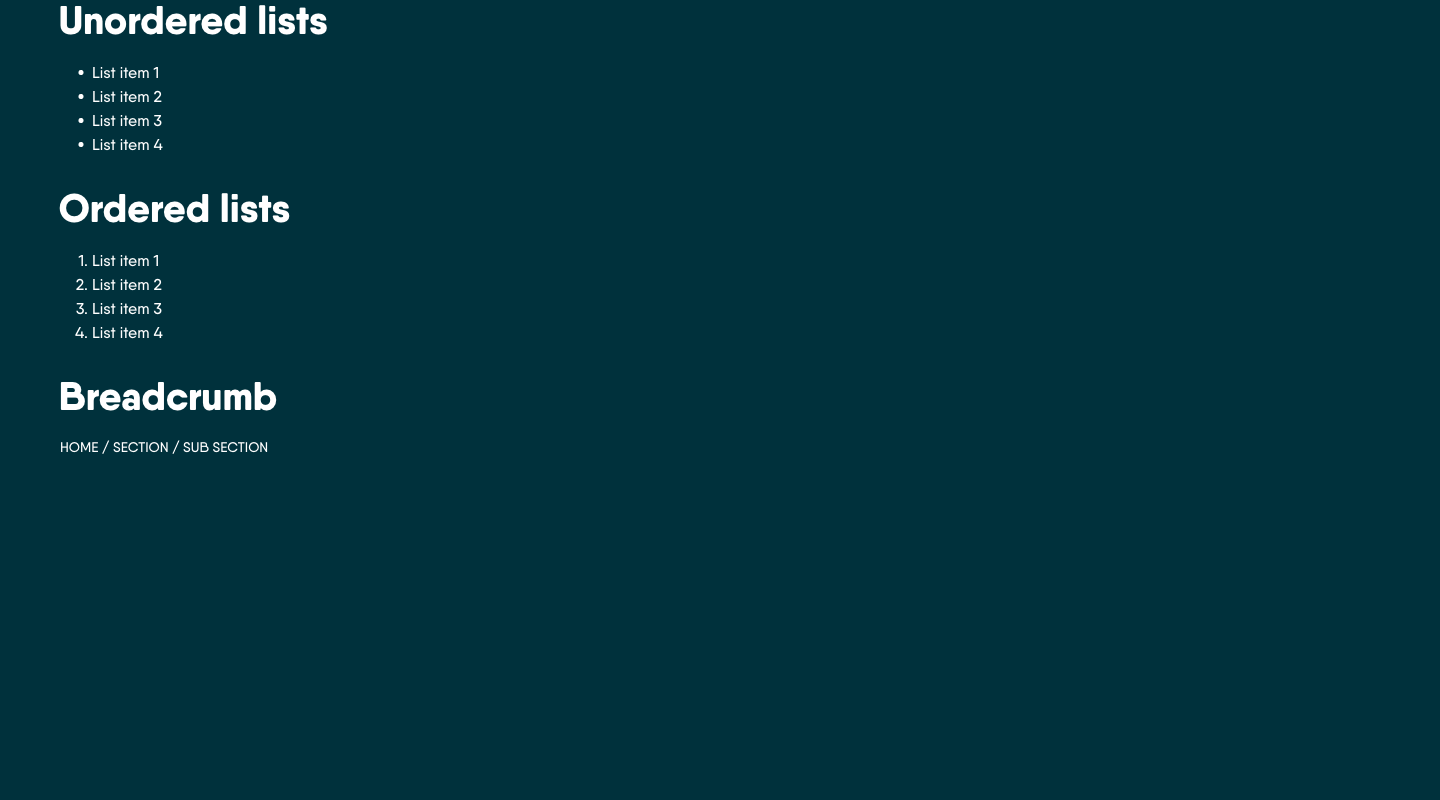 Unordered lists
• List item 1
• List item 2
• List item 3
• List item 4
Ordered lists
1. List item 1
2. List item 2
3. List item 3
4. List item 4
Breadcrumb
HOME / SECTION / SUB SECTION